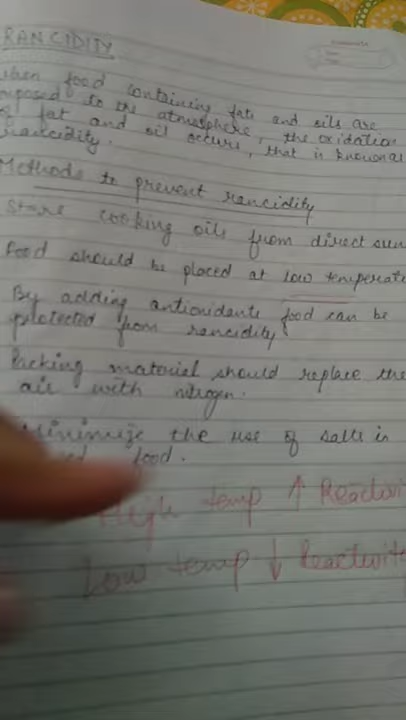 RANCIDITY
when food containing fats and oils are
exposed to the atmosphere, the oxidation
of fat and oil occurs, that is known as
rancidity.
Methods to prevent rancidity
Store cooking oils from direct sun
Food should be placed at low temperate
By adding antioxidants food can be
protected from rancidity
Packing material should replace the
air with nitrogen.
Minimize the use of salts in
food.
High temp ↑ Reactivi
Low temp ↓ Reactivit